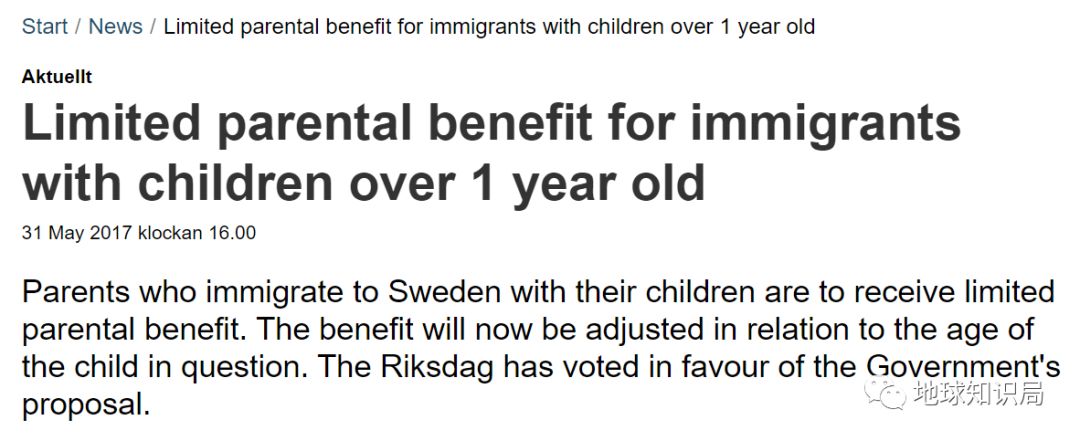 Start / News / Limited parental benefit for immigrants with children over 1 year old
Aktuellt
Limited parental benefit for immigrants
with children over 1 year old
31 May 2017 klockan 16.00
Parents who immigrate to Sweden with their children are to receive limited
parental benefit. The benefit will now be adjusted in relation to the age of
the child in question. The Riksdag has voted in favour of the Government's
proposal.
地球知识局